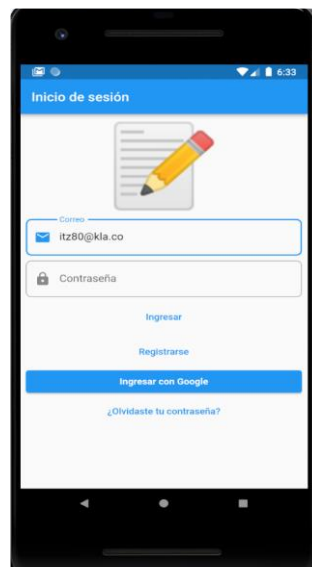 6:33
Inicio de sesión
Correo
itz80@kla.co
Contraseña
Ingresar
Registrarse
Ingresar con Google
¿Olvidaste tu contraseña?